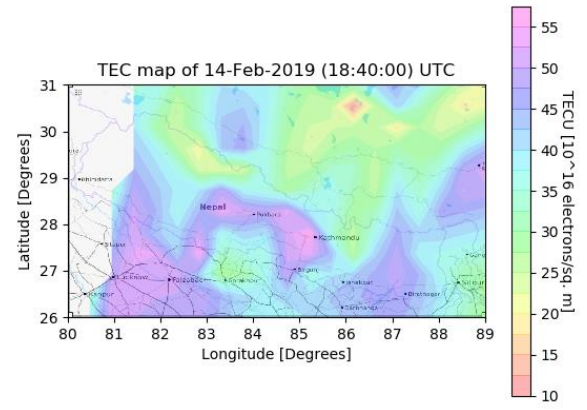 TEC map of 14-Feb-2019 (18:40:00) UTC
31
30
29
28
27
26
Latitude [Degrees]
Nepal
Pokhara
Kathmandu
Lucknow
Faizabad
Kanpur
80 81 82 83 84 85 86 87 88 89
Longitude [Degrees]
55
50
45
40
35
30
25
20
15
10
TECU [10^16 electrons/sq. m]